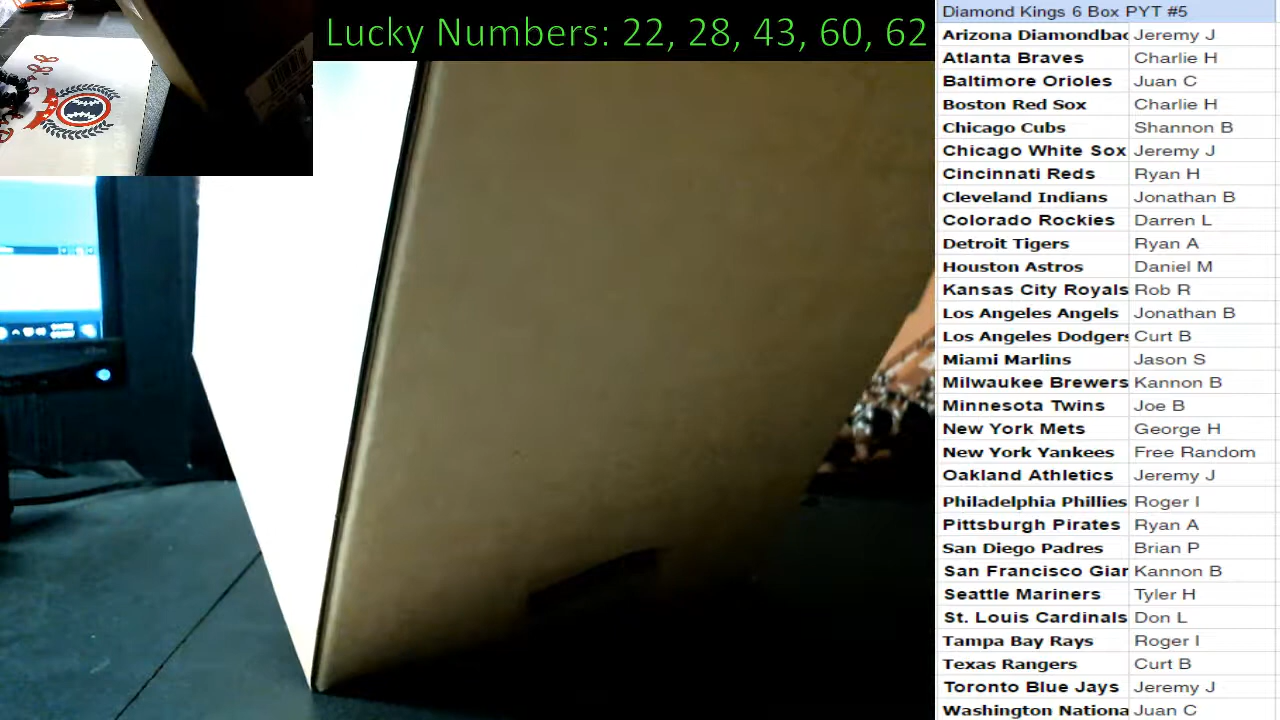 Lucky Numbers: 22, 28, 43, 60, 62
Diamond Kings 6 Box PYT #5
Arizona Diamondbac Jeremy J
Atlanta Braves Charlie H
Baltimore Orioles Juan C
Boston Red Sox Charlie H
Chicago Cubs Shannon B
Chicago White Sox Jeremy J
Cincinnati Reds Ryan H
Cleveland Indians Jonathan B
Colorado Rockies Darren L
Detroit Tigers Ryan A
Houston Astros Daniel M
Kansas City Royals Rob R
Los Angeles Angels Jonathan B
Los Angeles Dodgers Curt B
Miami Marlins Jason S
Milwaukee Brewers Kannon B
Minnesota Twins Joe B
New York Mets George H
New York Yankees Free Random
Oakland Athletics Jeremy J
Philadelphia Phillies Roger I
Pittsburgh Pirates Ryan A
San Diego Padres Brian P
San Francisco Giar Kannon B
Seattle Mariners Tyler H
St. Louis Cardinals Don L
Tampa Bay Rays Roger I
Texas Rangers Curt B
Toronto Blue Jays Jeremy J
Washington Nationa Juan C